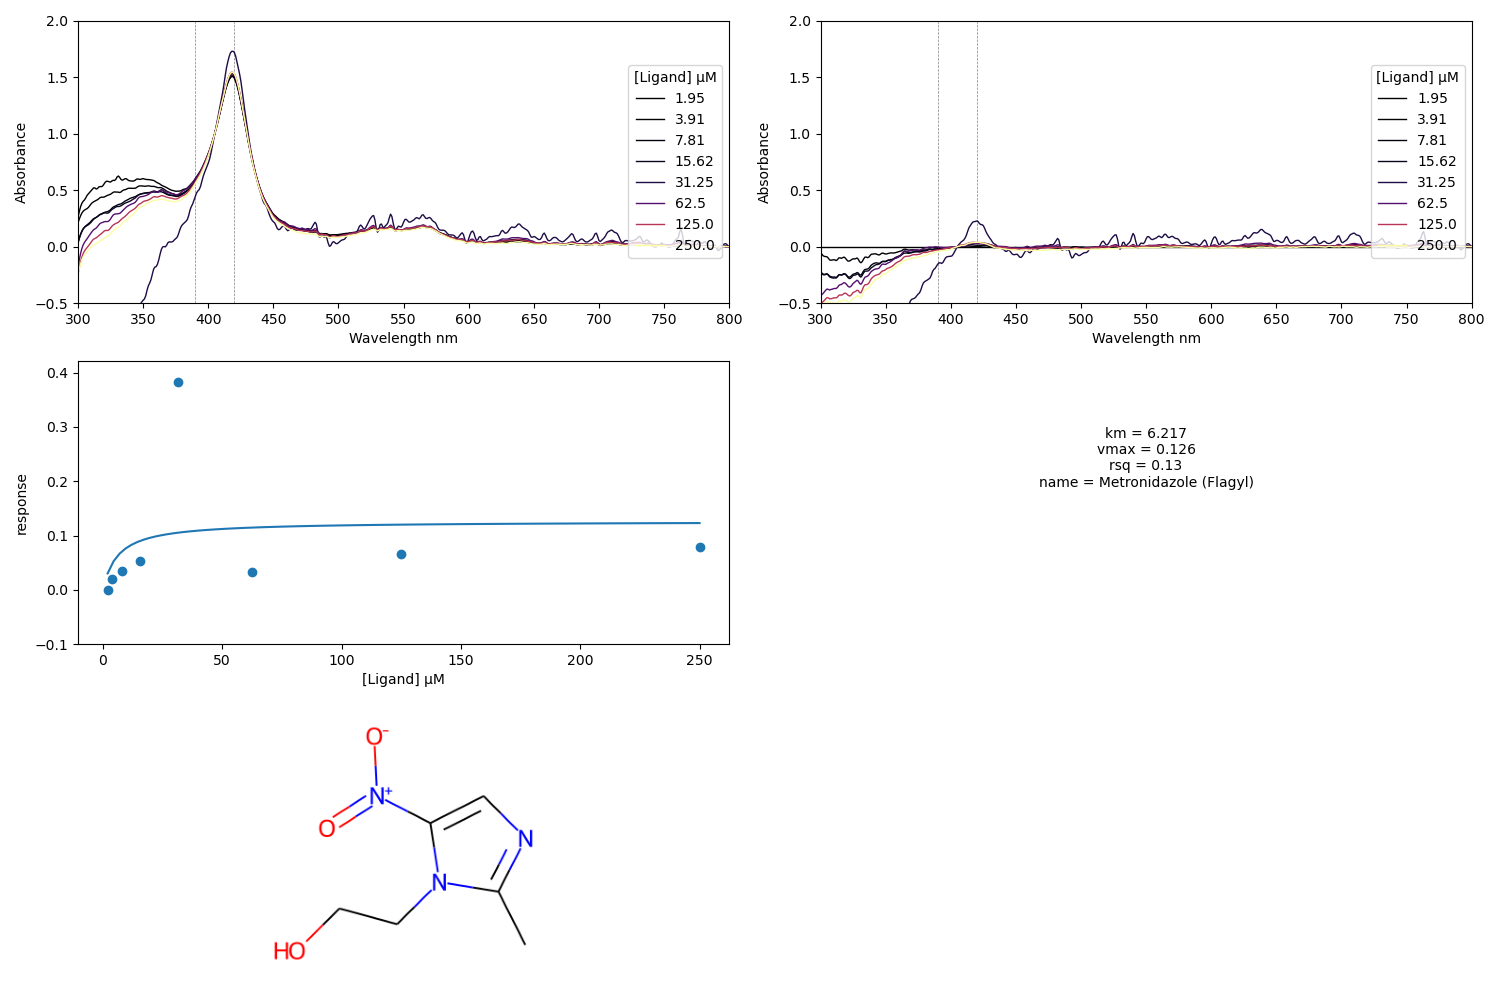 2.0
1.5
1.0
0.5
0.0
−0.5
Absorbance
300 350 400 450 500 550 600 650 700 750 800
Wavelength nm
[Ligand] μM
1.95
3.91
7.81
15.62
31.25
62.5
125.0
250.0
2.0
1.5
1.0
0.5
0.0
−0.5
Absorbance
300 350 400 450 500 550 600 650 700 750 800
Wavelength nm
[Ligand] μM
1.95
3.91
7.81
15.62
31.25
62.5
125.0
250.0
0.4
0.3
0.2
0.1
0.0
−0.1
response
0 50 100 150 200 250
[Ligand] μM
km = 6.217
vmax = 0.126
rsq = 0.13
name = Metronidazole (Flagyl)
O-
N+
O
N
N
HO